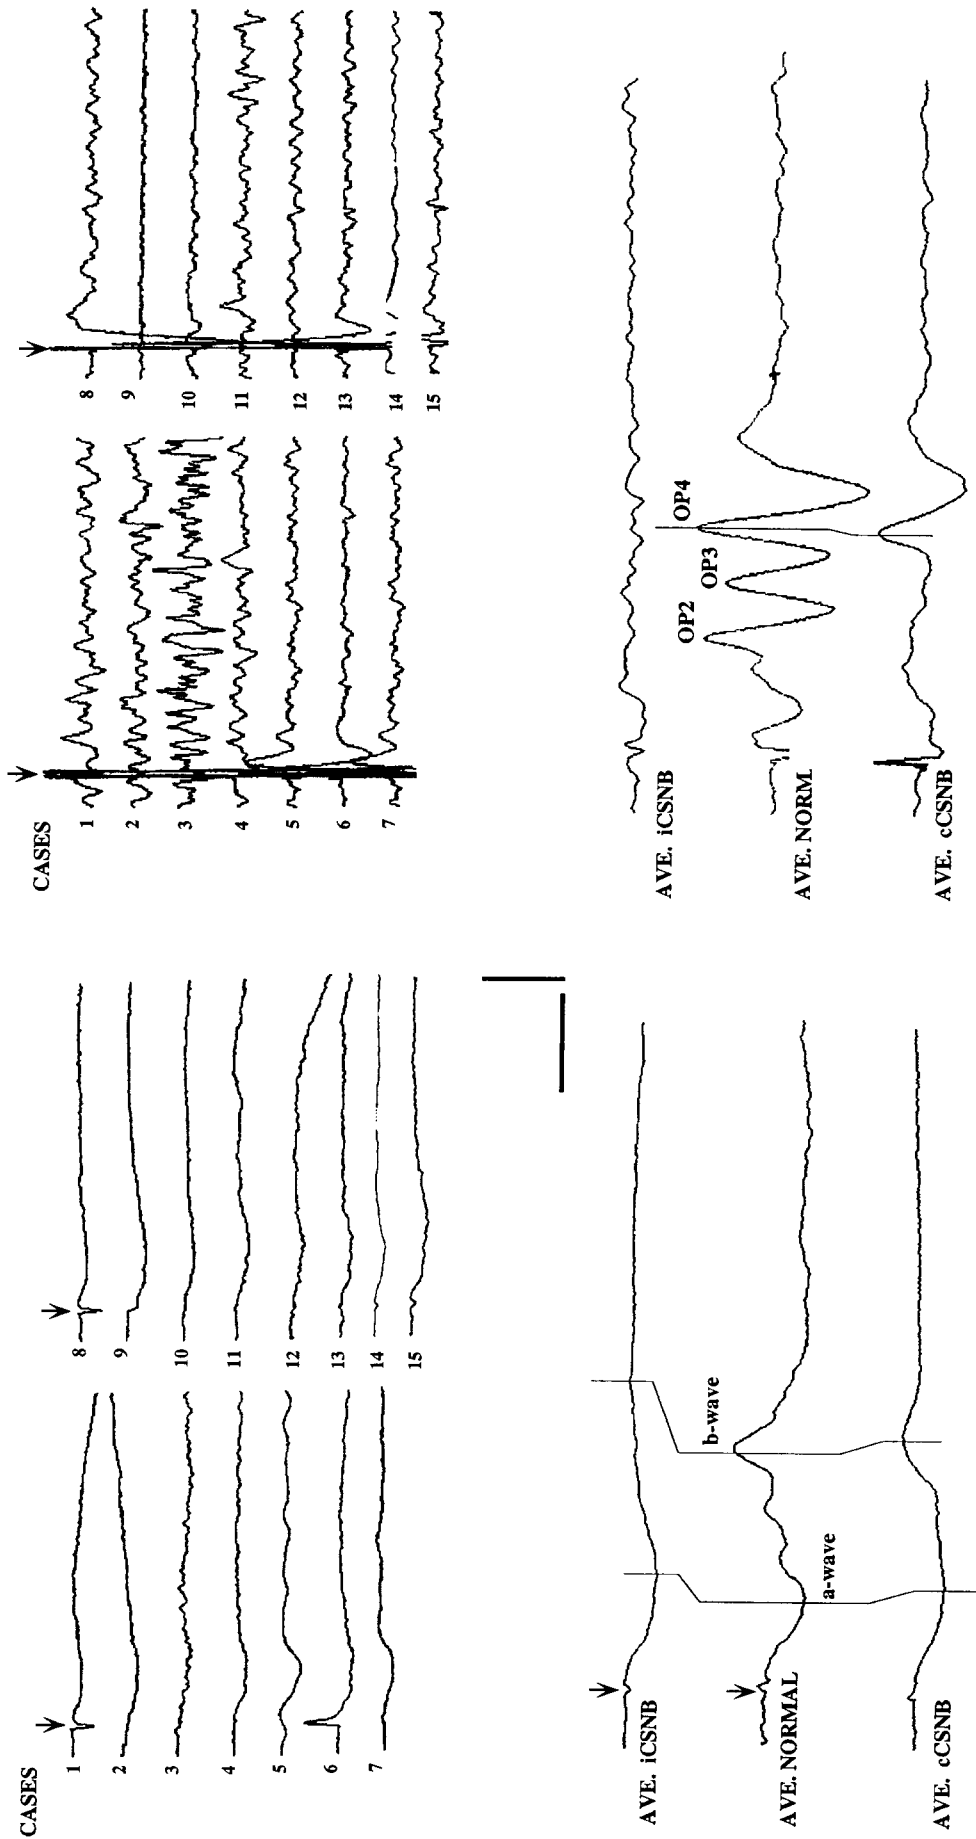 CASES
1
2
3
4
5
6
7
8
9
10
11
12
13
14
15
AVE. iCSNB
AVE. NORMAL
AVE. cCSNB
a-wave
b-wave
CASES
1
2
3
4
5
6
7
8
9
10
11
12
13
14
15
AVE. iCSNB
AVE. NORM.
AVE. cCSNB
OP2
OP3
OP4